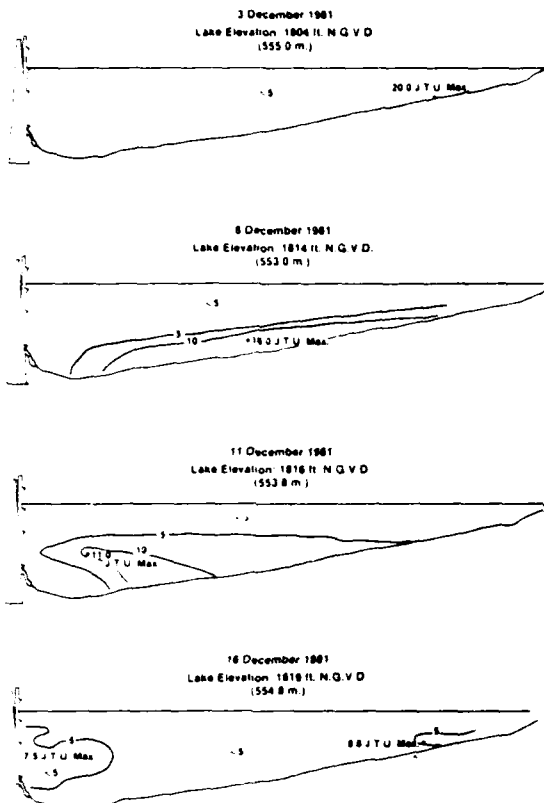 3 December 1981
Lake Elevation: 1804 ft. N.G.V.D
(555.0 m.)
<5
20.0 J.T.U. Max.
8 December 1981
Lake Elevation: 1814 ft. N.G.V.D.
(553.0 m.)
<5
5
10
16.0 J.T.U. Max.
11 December 1981
Lake Elevation: 1816 ft. N.G.V.D
(553.8 m.)
5
10
11.0
J.T.U. Max
16 December 1981
Lake Elevation: 1819 ft. N.G.V.D
(554.8 m.)
5
5
7.5 J.T.U. Max
<5
8.8 J.T.U. Max
<5